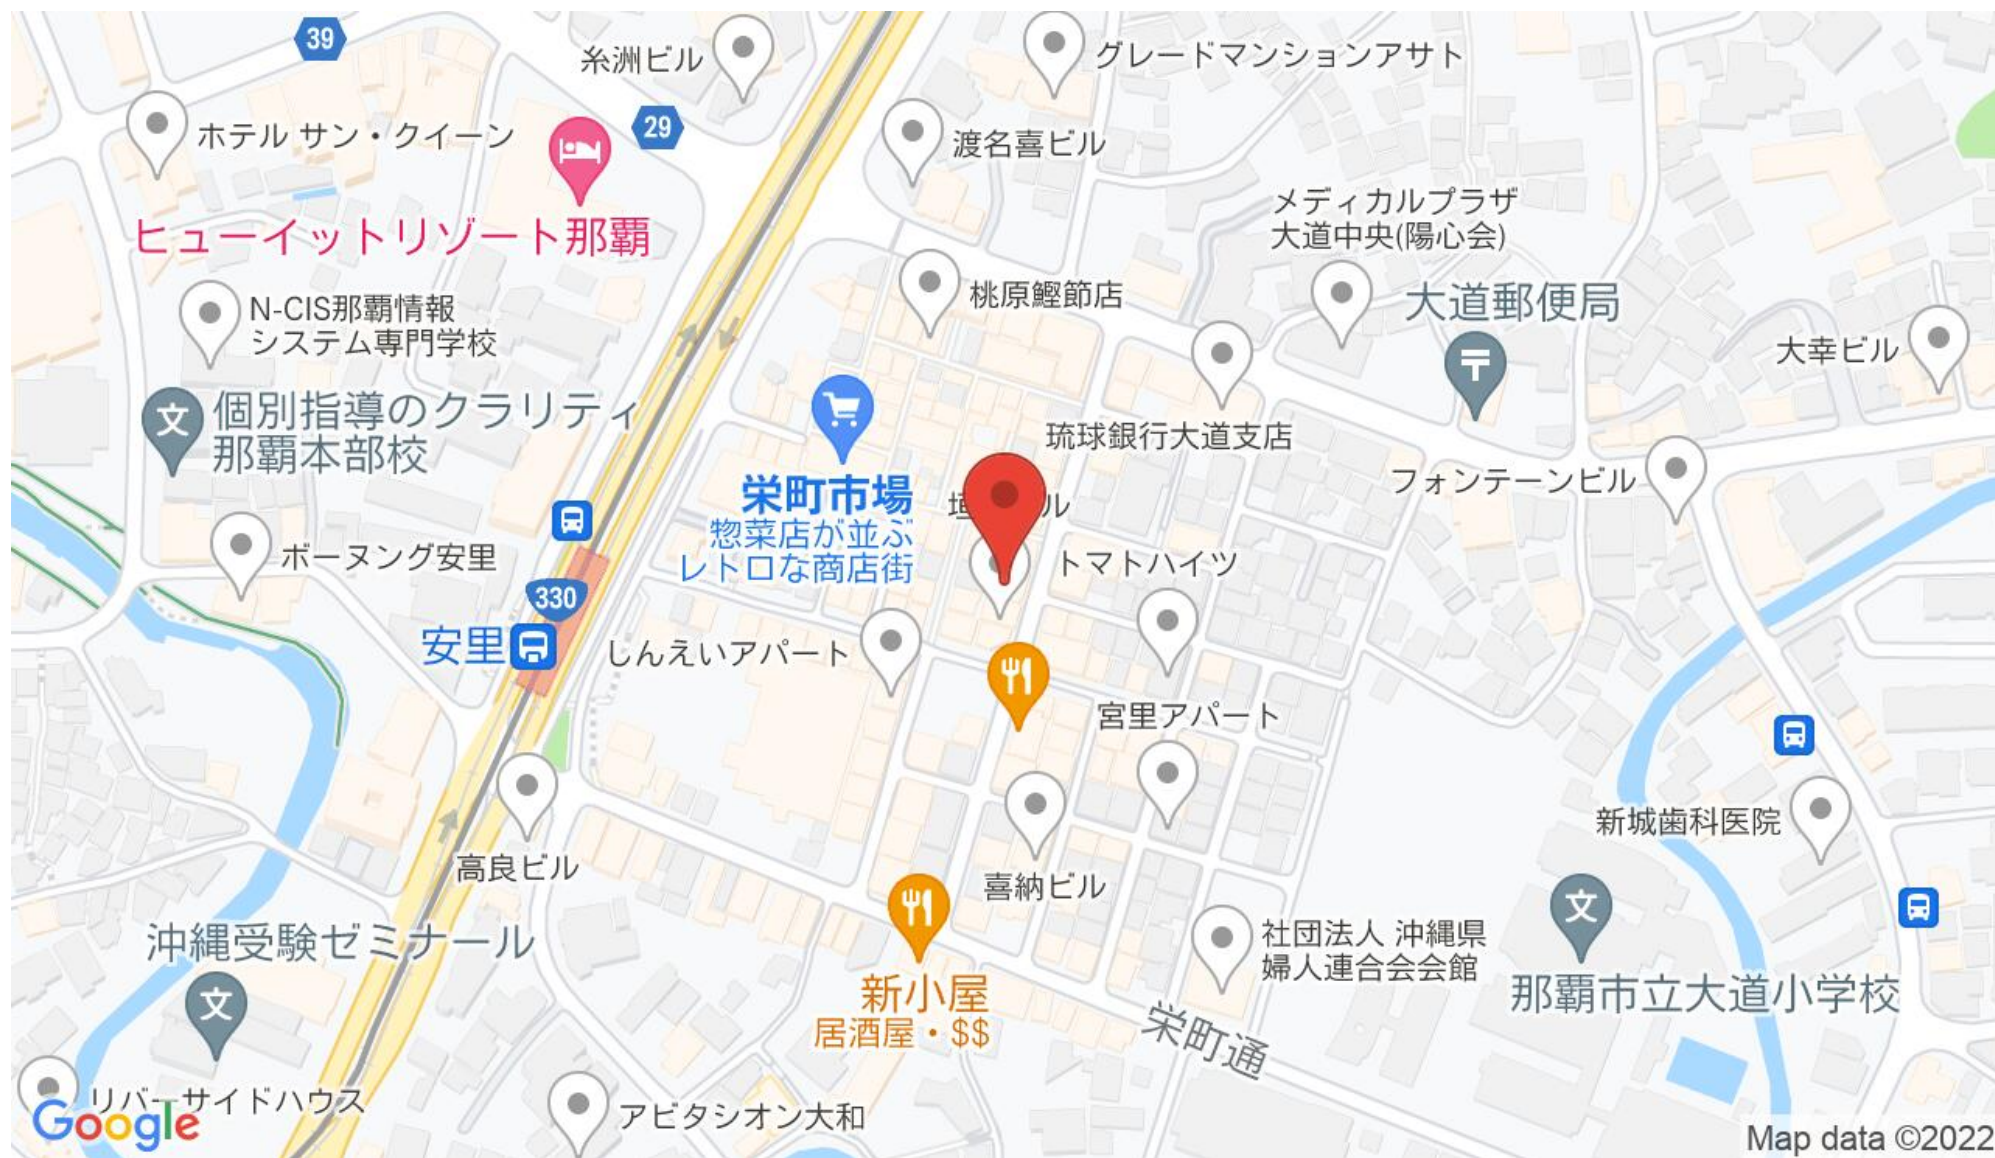 39
糸洲ビル
グレードマンションアサト
ホテル サン・クイーン
29
渡名喜ビル
ヒューイットリゾート那覇
メディカルプラザ
大道中央(陽心会)
N-CIS那覇情報
システム専門学校
桃原鰹節店
大道郵便局
大幸ビル
個別指導のクラリティ
那覇本部校
琉球銀行大道支店
フォンテーンビル
栄町市場
惣菜店が並ぶ
レトロな商店街
ル
ボーヌング安里
トマトハイツ
330
安里
しんえいアパート
宮里アパート
新城歯科医院
高良ビル
喜納ビル
沖縄受験ゼミナール
社団法人 沖縄県
婦人連合会会館
新小屋
居酒屋・$$
那覇市立大道小学校
栄町通
リバーサイドハウス
アビタシオン大和
Google
Map data ©2022